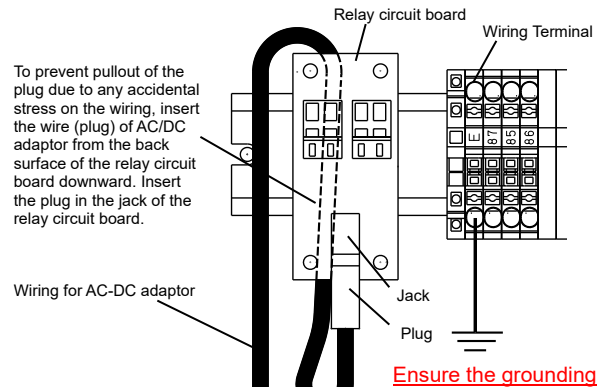 Relay circuit board
Wiring Terminal
To prevent pullout of the
plug due to any accidental
stress on the wiring, insert
the wire (plug) of AC/DC
adaptor from the back
surface of the relay circuit
board downward. Insert
the plug in the jack of the
relay circuit board.
E
87
85
86
Wiring for AC-DC adaptor
Jack
Plug
Ensure the grounding